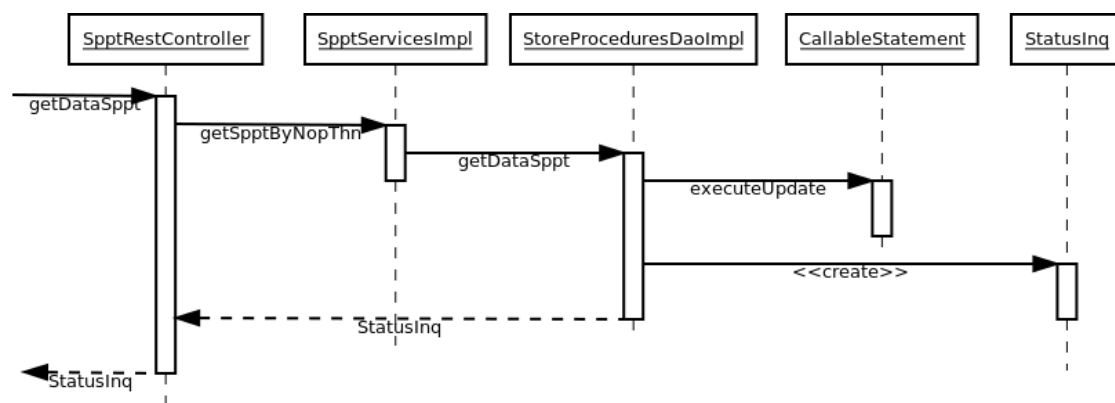 SpptRestController
SpptServicesImpl
StoreProceduresDaoImpl
CallableStatement
StatusInq
getDataSppt
getSpptByNopThn
getDataSppt
executeUpdate
<<create>>
StatusInq
StatusInq